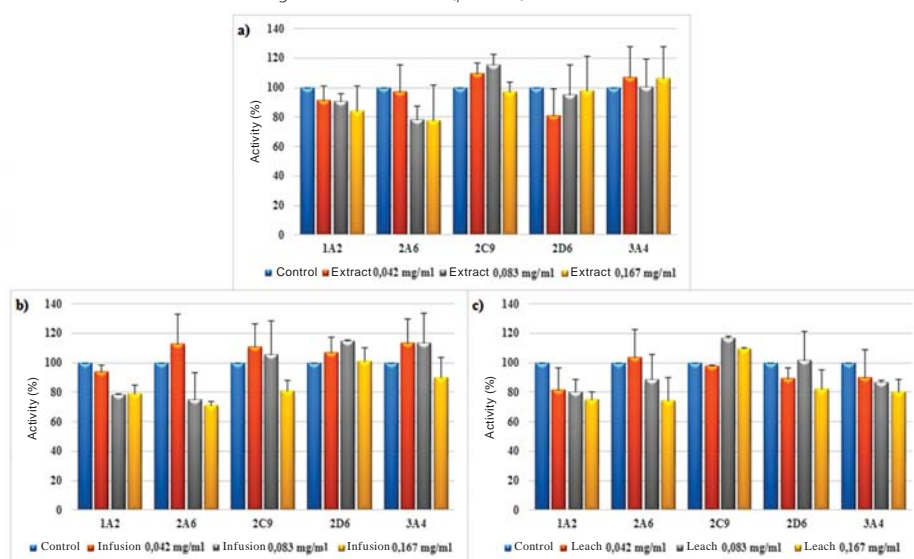 a)
140
120
100
80
60
40
20
0
Activity (%)
1A2 2A6 2C9 2D6 3A4
Control Extract 0,042 mg/ml Extract 0,083 mg/ml Extract 0,167 mg/ml
b)
140
120
100
80
60
40
20
0
Activity (%)
1A2 2A6 2C9 2D6 3A4
Control Infusion 0,042 mg/ml Infusion 0,083 mg/ml Infusion 0,167 mg/ml
c)
140
120
100
80
60
40
20
0
Activity (%)
1A2 2A6 2C9 2D6 3A4
Control Leach 0,042 mg/ml Leach 0,083 mg/ml Leach 0,167 mg/ml